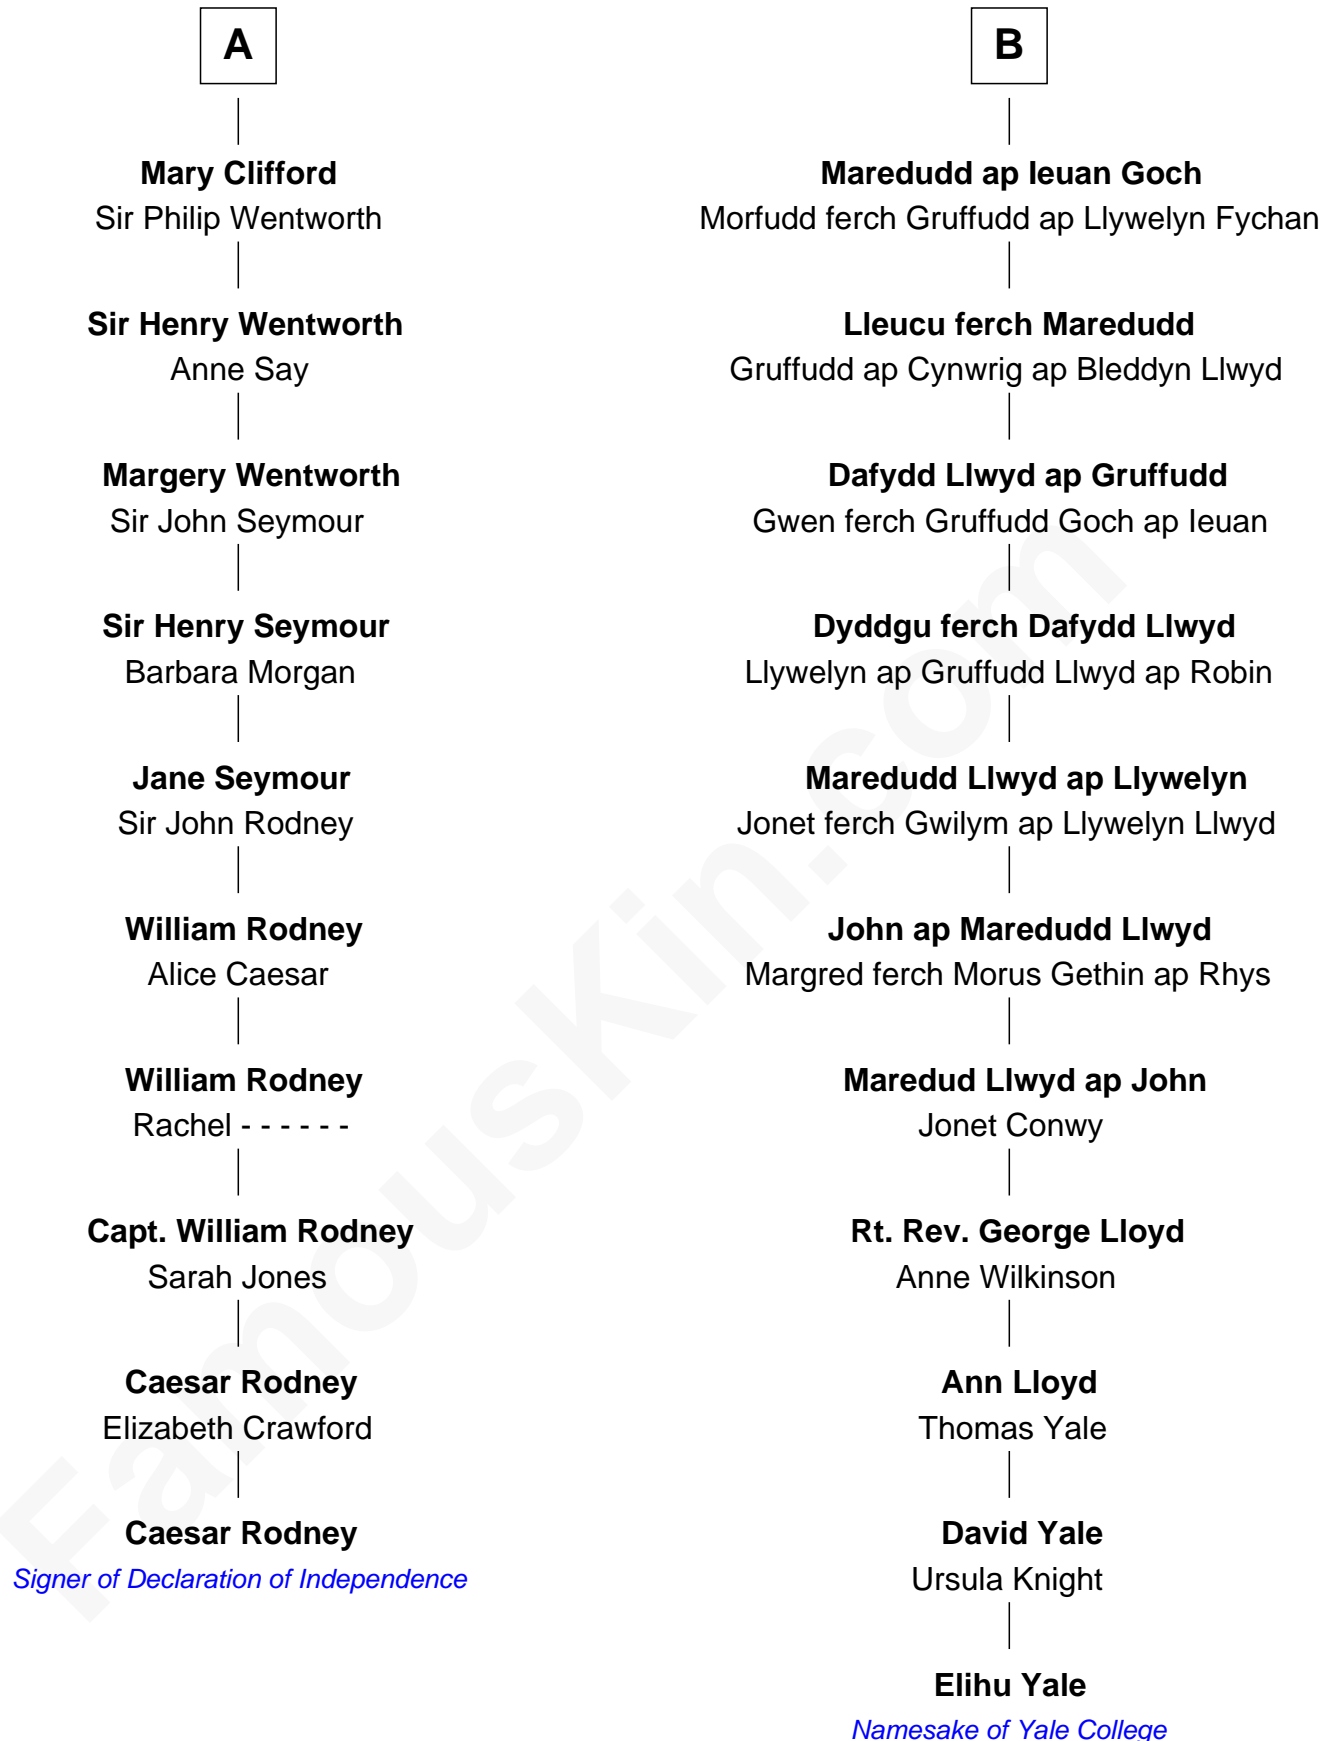 A
Mary Clifford
Sir Philip Wentworth
Sir Henry Wentworth
Anne Say
Margery Wentworth
Sir John Seymour
Sir Henry Seymour
Barbara Morgan
Jane Seymour
Sir John Rodney
William Rodney
Alice Caesar
William Rodney
Rachel - - - - - -
Capt. William Rodney
Sarah Jones
Caesar Rodney
Elizabeth Crawford
Caesar Rodney
Signer of Declaration of Independence
B
Maredudd ap Ieuan Goch
Morfudd ferch Gruffudd ap Llywelyn Fychan
Lleucu ferch Maredudd
Gruffudd ap Cynwrig ap Bleddyn Llwyd
Dafydd Llwyd ap Gruffudd
Gwen ferch Gruffudd Goch ap Ieuan
Dyddgu ferch Dafydd Llwyd
Llywelyn ap Gruffudd Llwyd ap Robin
Maredudd Llwyd ap Llywelyn
Jonet ferch Gwilym ap Llywelyn Llwyd
John ap Maredudd Llwyd
Margred ferch Morus Gethin ap Rhys
Maredud Llwyd ap John
Jonet Conwy
Rt. Rev. George Lloyd
Anne Wilkinson
Ann Lloyd
Thomas Yale
David Yale
Ursula Knight
Elihu Yale
Namesake of Yale College
FamousKin.com